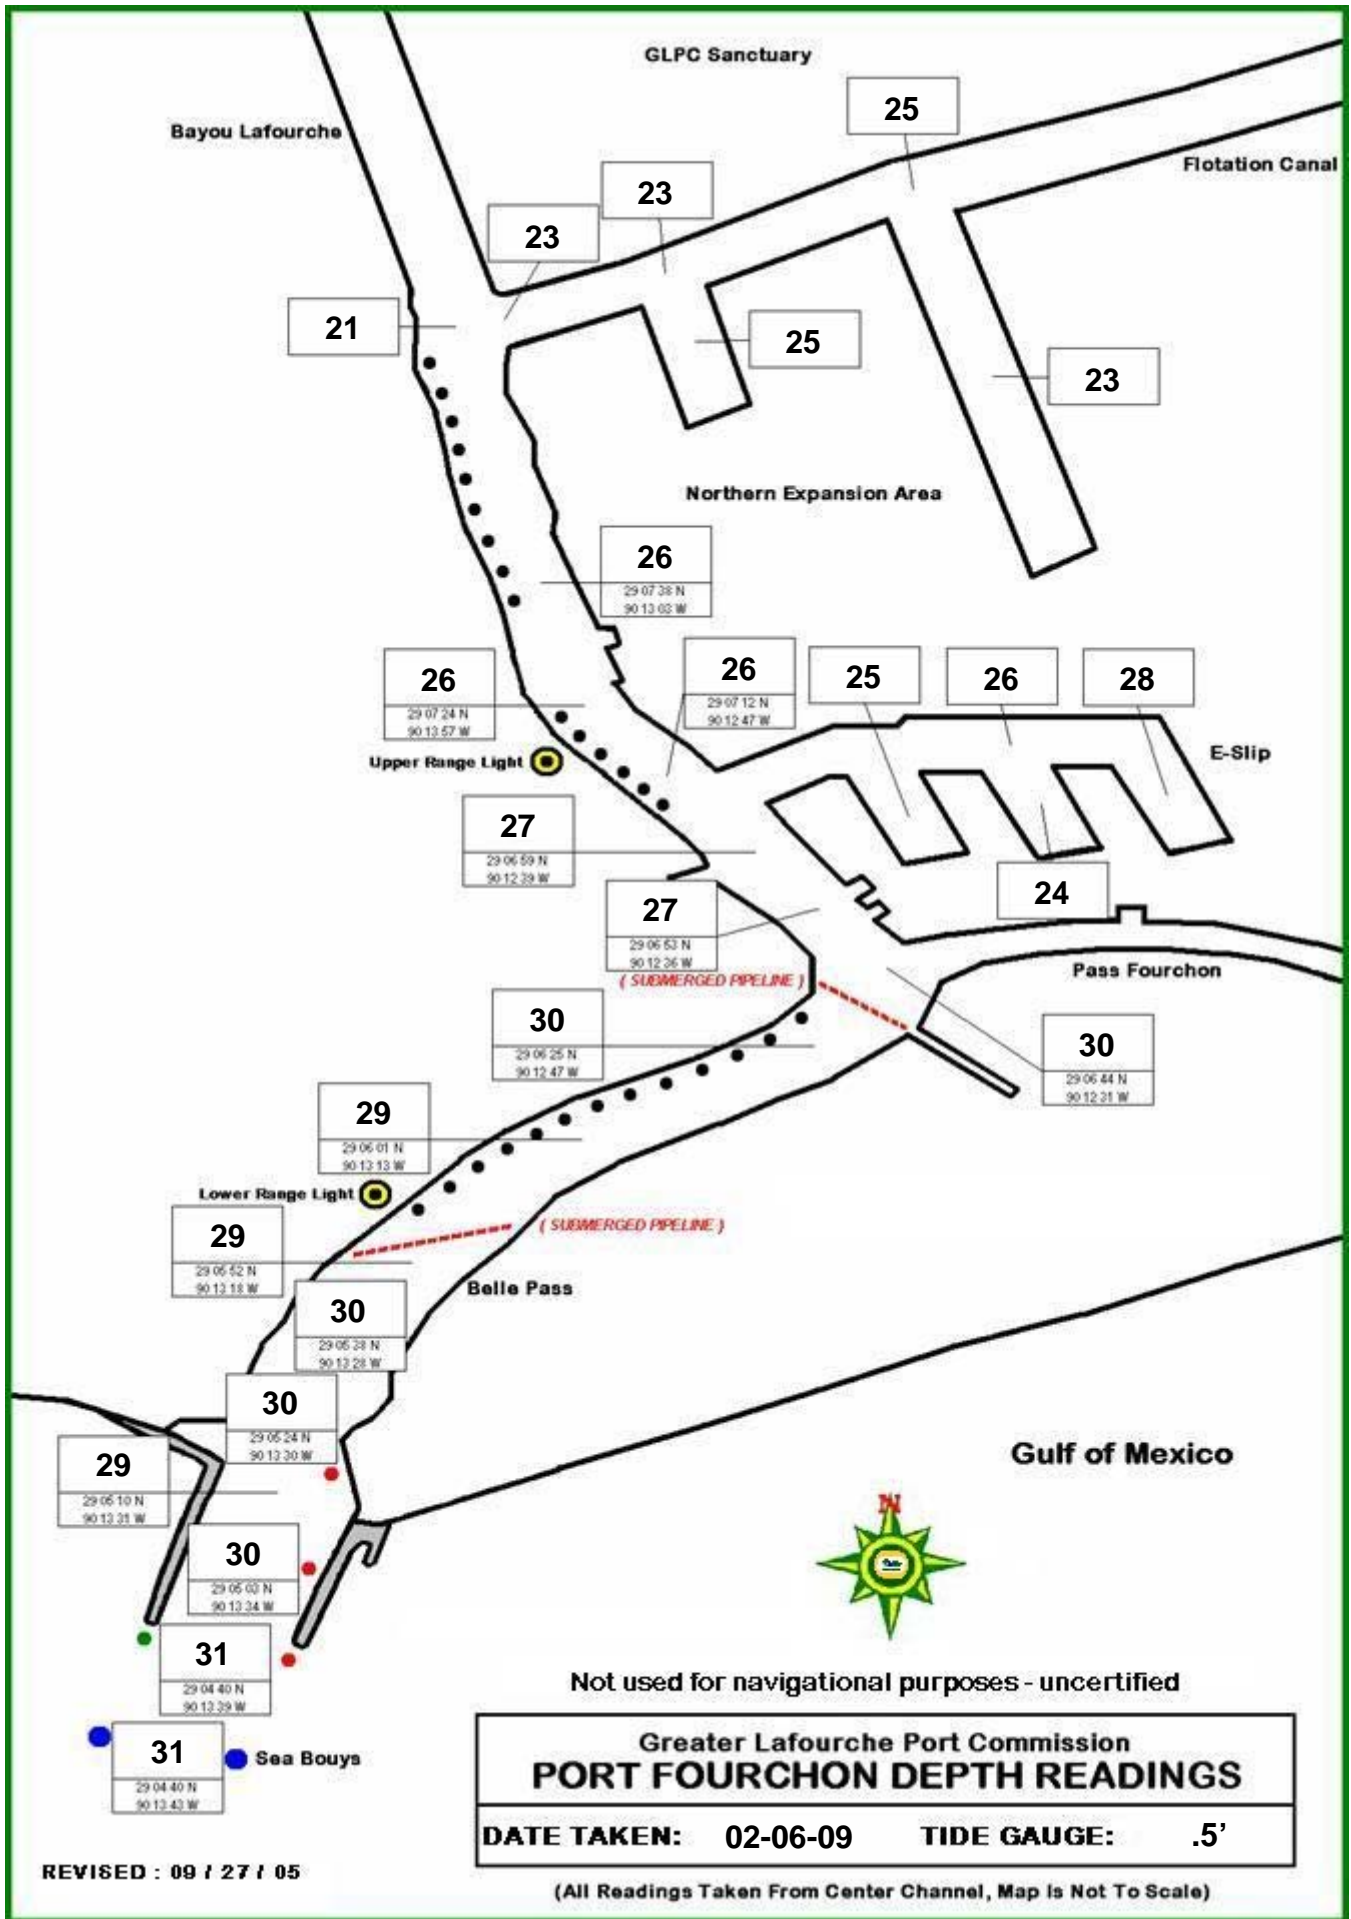 GLPC Sanctuary
25
Bayou Lafourche
Flotation Canal
23
23
21
25
23
Northern Expansion Area
26
29 07 38 N
90 13 03 W
26
29 07 24 N
90 13 57 W
26
29 07 12 N
90 12 47 W
25
26
28
E-Slip
Upper Range Light
27
29 06 59 N
90 12 39 W
24
27
29 06 53 N
90 12 36 W
( SUBMERGED PIPELINE )
Pass Fourchon
30
29 06 25 N
90 12 47 W
30
29 06 44 N
90 12 31 W
29
29 06 01 N
90 13 13 W
Lower Range Light
29
29 05 52 N
90 13 18 W
( SUBMERGED PIPELINE )
Belle Pass
30
29 05 38 N
90 13 28 W
30
29 05 24 N
90 13 30 W
Gulf of Mexico
29
29 05 10 N
90 13 31 W
N
30
29 05 03 N
90 13 34 W
31
29 04 40 N
90 13 39 W
31
29 04 40 N
90 13 43 W
Sea Bouys
Not used for navigational purposes - uncertified
Greater Lafourche Port Commission
PORT FOURCHON DEPTH READINGS
DATE TAKEN: 02-06-09 TIDE GAUGE: .5’
REVISED : 09 / 27 / 05
(All Readings Taken From Center Channel, Map Is Not To Scale)